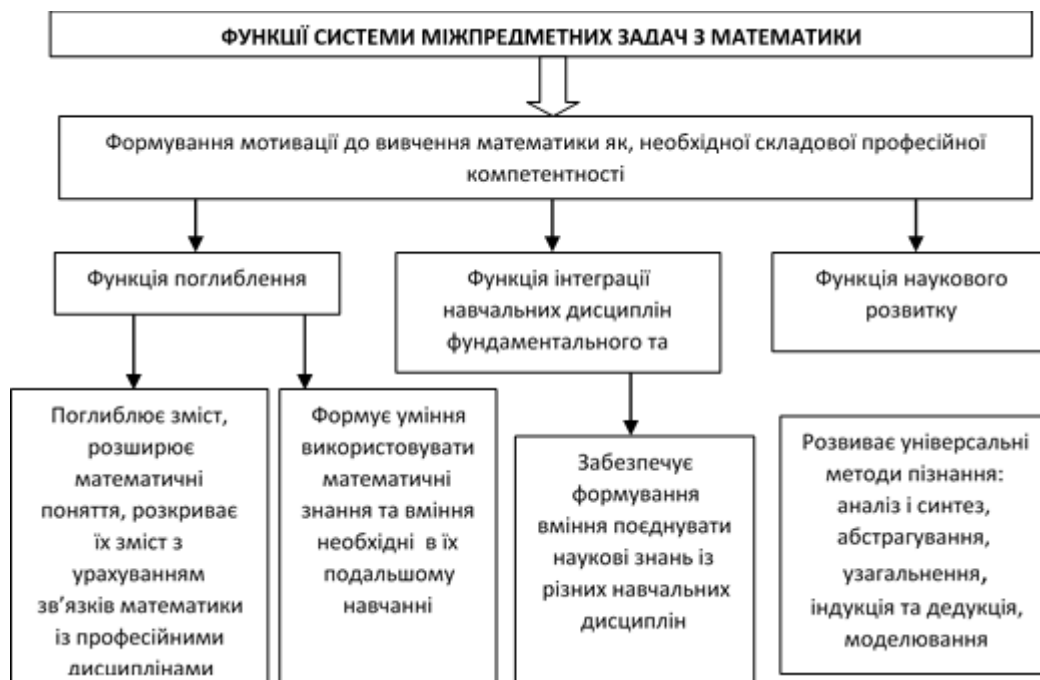 ФУНКЦІЇ СИСТЕМИ МІЖПРЕДМЕТНИХ ЗАДАЧ З МАТЕМАТИКИ
Формування мотивації до вивчення математики як, необхідної складової професійної
компетентності
Функція поглиблення
Функція інтеграції
навчальних дисциплін
фундаментального та
Функція наукового
розвитку
Поглиблює зміст,
розширює
математичні
поняття, розкриває
їх зміст з
урахуванням
зв’язків математики
із професійними
дисциплінами
Формує уміння
використовувати
математичні
знання та вміння
необхідні в їх
подальшому
навчанні
Забезпечує
формування
вміння поєднувати
наукові знань із
різних навчальних
дисциплін
Розвиває універсальні
методи пізнання:
аналіз і синтез,
абстрагування,
узагальнення,
індукція та дедукція,
моделювання